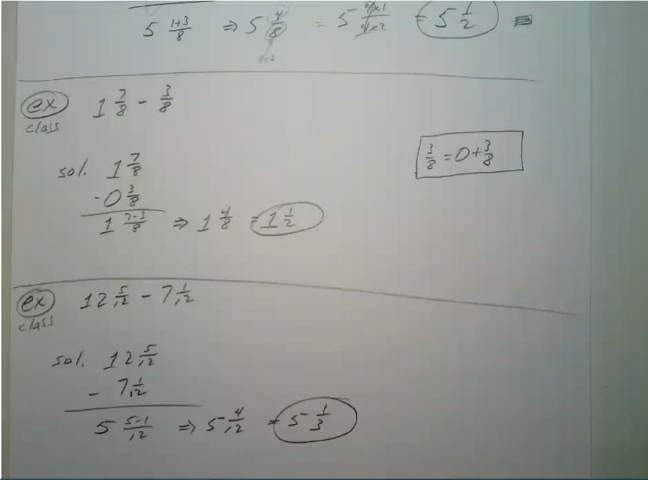 5 1+3/8 ⇒ 5 4/8 = 5 4×1/4×2 = 5 1/2
ex 1 7/8 - 3/8
class
3/8 = 0 + 3/8
sol. 1 7/8
- 0 3/8
1 7-3/8 ⇒ 1 4/8 = 1 1/2
ex 12 5/12 - 7 1/12
class
sol. 12 5/12
- 7 1/12
5 5-1/12 ⇒ 5 4/12 = 5 1/3